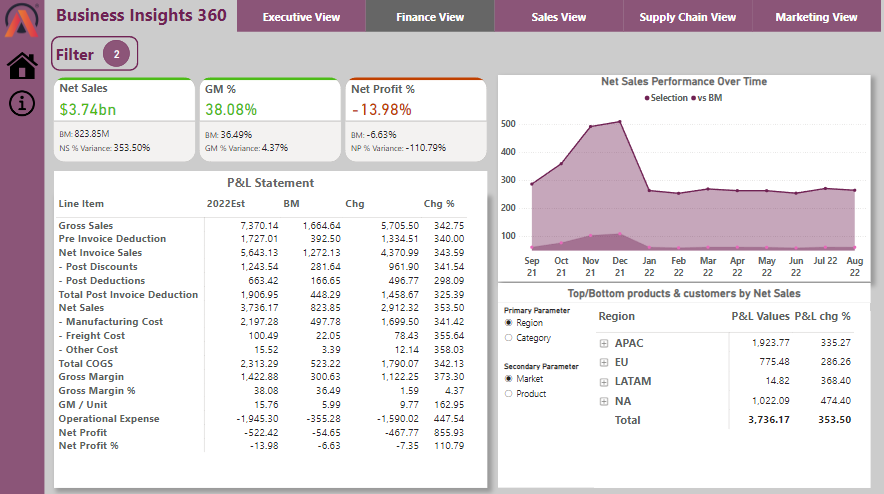 Business Insights 360
Executive View
Finance View
Sales View
Supply Chain View
Marketing View
Filter 2
Net Sales
$3.74bn
BM: 823.85M
NS % Variance: 353.50%
GM %
38.08%
BM: 36.49%
GM % Variance: 4.37%
Net Profit %
-13.98%
BM: -6.63%
NP % Variance: -110.79%
Net Sales Performance Over Time
Selection vs BM
500
400
300
200
100
Sep 21 Oct 21 Nov 21 Dec 21 Jan 22 Feb 22 Mar 22 Apr 22 May 22 Jun 22 Jul 22 Aug 22
P&L Statement
Line Item 2022Est BM Chg Chg %
Gross Sales 7,370.14 1,664.64 5,705.50 342.75
Pre Invoice Deduction 1,727.01 392.50 1,334.51 340.00
Net Invoice Sales 5,643.13 1,272.13 4,370.99 343.59
- Post Discounts 1,243.54 281.64 961.90 341.54
- Post Deductions 663.42 166.65 496.77 298.09
Total Post Invoice Deduction 1,906.95 448.29 1,458.67 325.39
Net Sales 3,736.17 823.85 2,912.32 353.50
- Manufacturing Cost 2,197.28 497.78 1,699.50 341.42
- Freight Cost 100.49 22.05 78.43 355.64
- Other Cost 15.52 3.39 12.14 358.03
Total COGS 2,313.29 523.22 1,790.07 342.13
Gross Margin 1,422.88 300.63 1,122.25 373.30
Gross Margin % 38.08 36.49 1.59 4.37
GM / Unit 15.76 5.99 9.77 162.95
Operational Expense -1,945.30 -355.28 -1,590.02 447.54
Net Profit -522.42 -54.65 -467.77 855.93
Net Profit % -13.98 -6.63 -7.35 110.79
Top/Bottom products & customers by Net Sales
Primary Parameter
Region
Category
Secondary Parameter
Market
Product
Region P&L Values P&L chg %
APAC 1,923.77 335.27
EU 775.48 286.26
LATAM 14.82 368.40
NA 1,022.09 474.40
Total 3,736.17 353.50